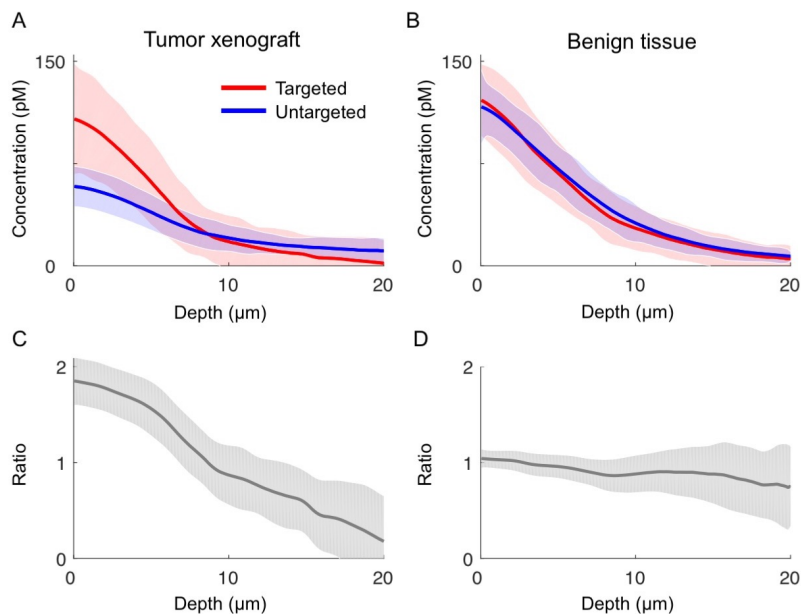 A
Tumor xenograft
150
Concentration (pM)
0
Targeted
Untargeted
0
10
20
Depth (µm)
B
Benign tissue
150
Concentration (pM)
0
0
10
20
Depth (µm)
C
2
Ratio
1
0
0
10
20
Depth (µm)
D
2
Ratio
1
0
0
10
20
Depth (µm)